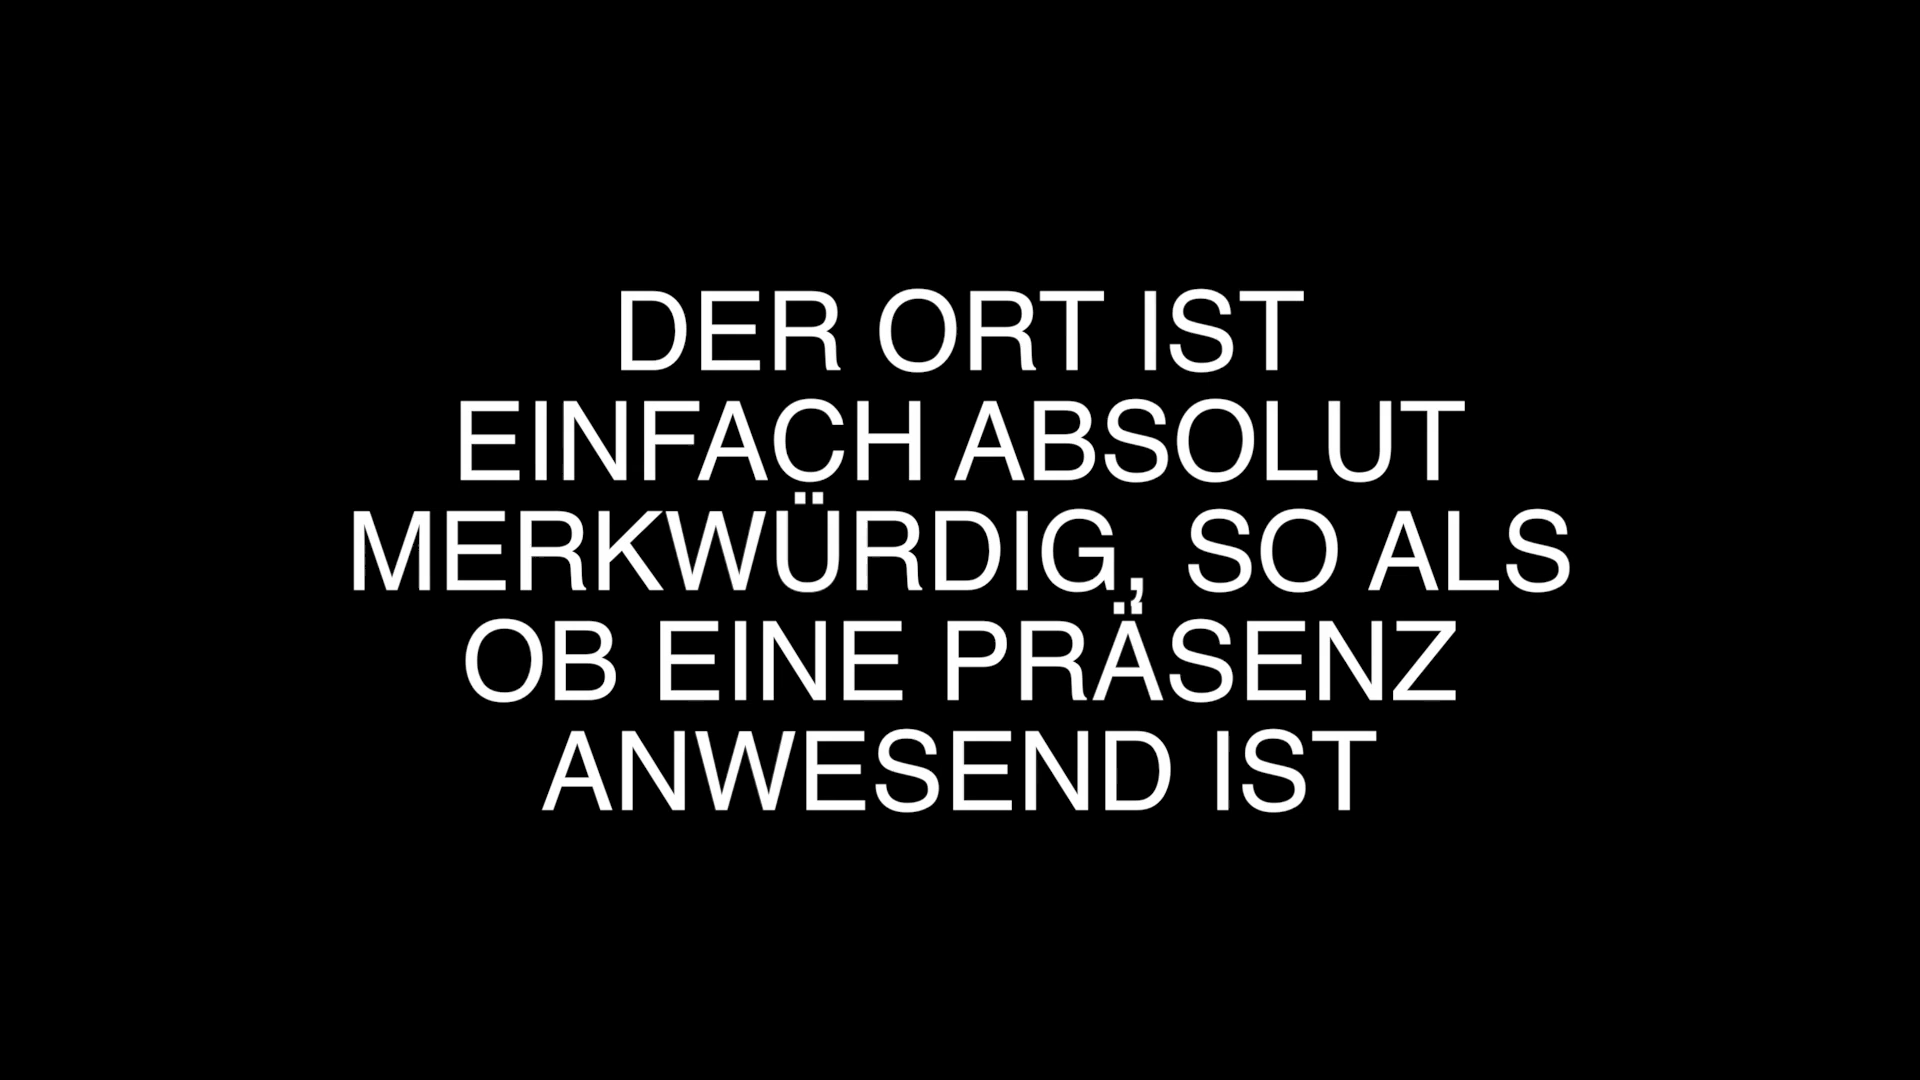 DER ORT IST
EINFACH ABSOLUT
MERKWÜRDIG, SO ALS
OB EINE PRÄSENZ
ANWESEND IST